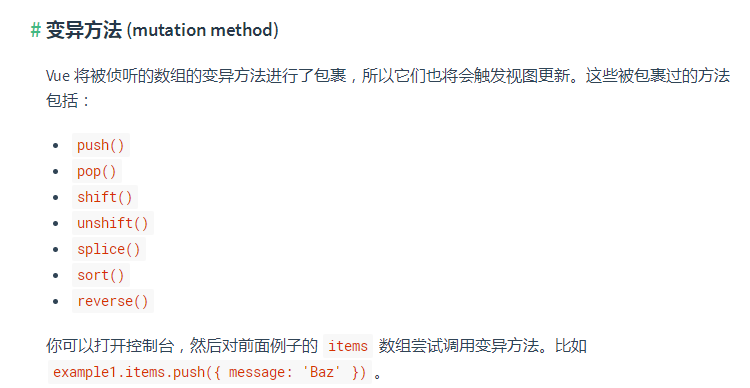 # 变异方法 (mutation method)
Vue 将被侦听的数组的变异方法进行了包裹，所以它们也将会触发视图更新。这些被包裹过的方法
包括：
push()
pop()
shift()
unshift()
splice()
sort()
reverse()
你可以打开控制台，然后对前面例子的 items 数组尝试调用变异方法。比如
example1.items.push({ message: 'Baz' }) 。